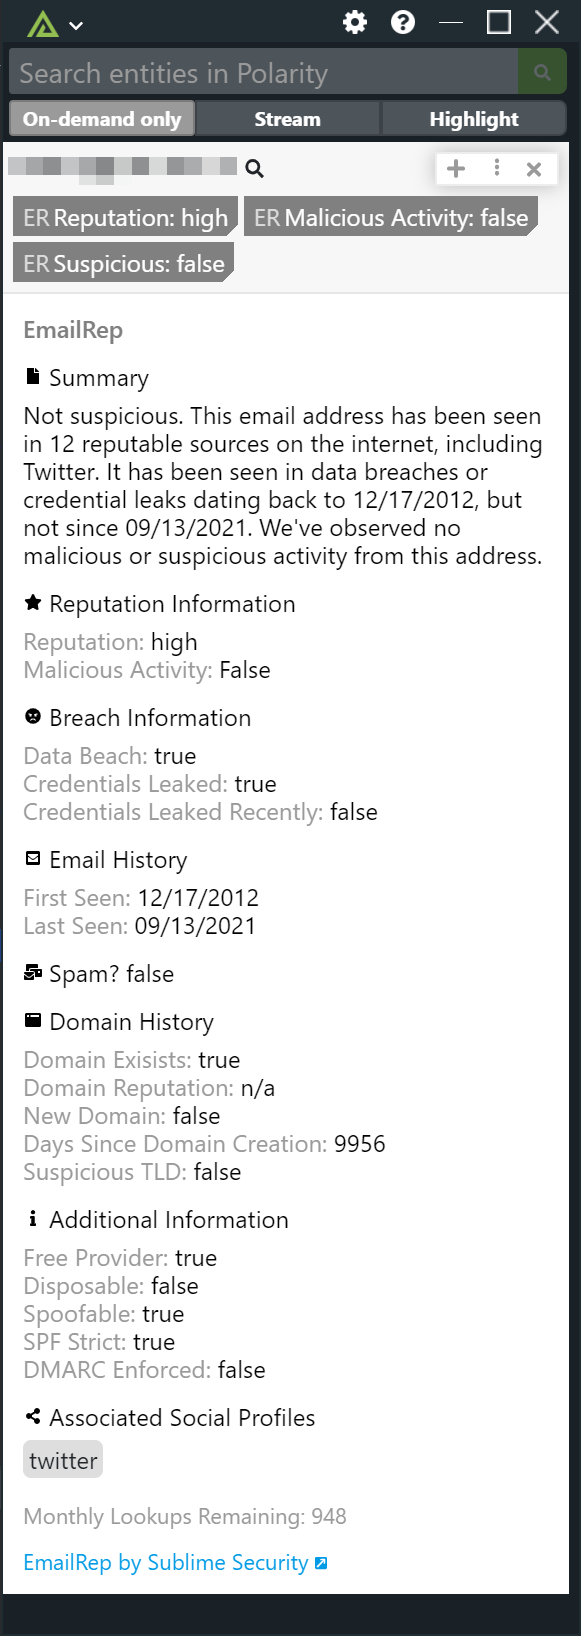 Search entities in Polarity
On-demand only Stream Highlight
ER Reputation: high ER Malicious Activity: false
ER Suspicious: false
EmailRep
Summary
Not suspicious. This email address has been seen
in 12 reputable sources on the internet, including
Twitter. It has been seen in data breaches or
credential leaks dating back to 12/17/2012, but
not since 09/13/2021. We've observed no
malicious or suspicious activity from this address.
Reputation Information
Reputation: high
Malicious Activity: False
Breach Information
Data Beach: true
Credentials Leaked: true
Credentials Leaked Recently: false
Email History
First Seen: 12/17/2012
Last Seen: 09/13/2021
Spam? false
Domain History
Domain Exisists: true
Domain Reputation: n/a
New Domain: false
Days Since Domain Creation: 9956
Suspicious TLD: false
Additional Information
Free Provider: true
Disposable: false
Spoofable: true
SPF Strict: true
DMARC Enforced: false
Associated Social Profiles
twitter
Monthly Lookups Remaining: 948
EmailRep by Sublime Security